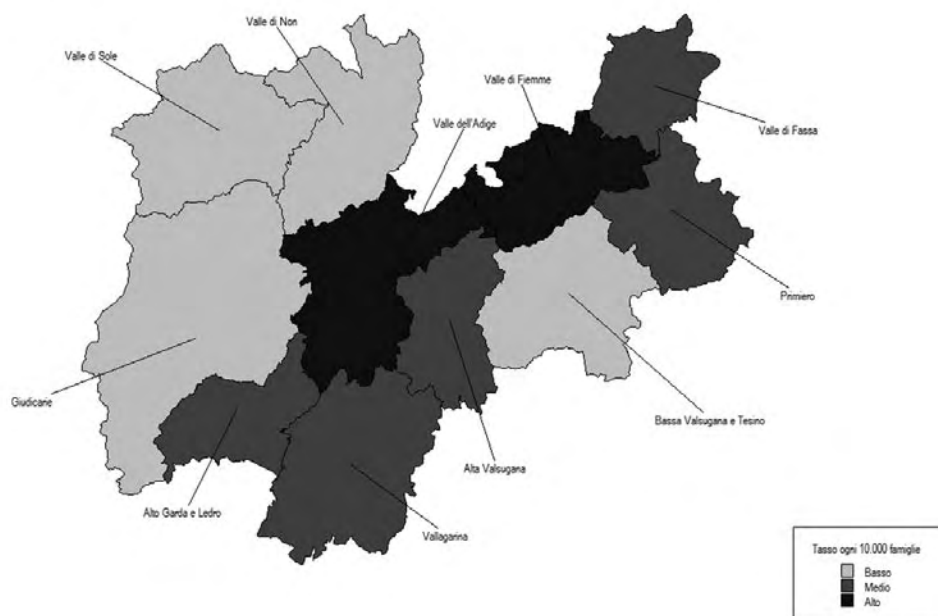 Valle di Non
Valle di Sole
Valle di Fiemme
Valle dell'Adige
Valle di Fassa
Primiero
Giudicarie
Bassa Valsugana e Tesino
Alta Valsugana
Alto Garda e Ledro
Vallagarina
Tasso ogni 10.000 famiglie
Basso
Medio
Alto